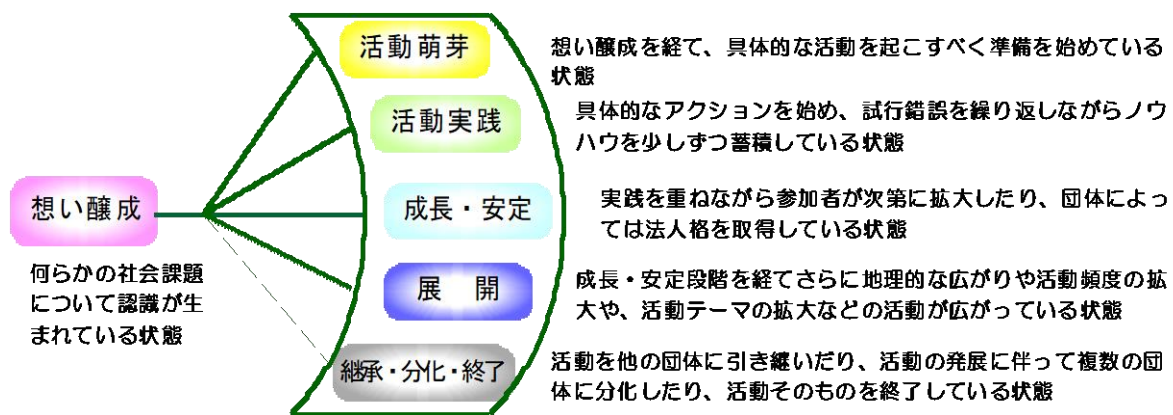 活動萌芽
想い醸成を経て、具体的な活動を起こすべく準備を始めている
状態
活動実践
具体的なアクションを始め、試行錯誤を繰り返しながらノウ
ハウを少しずつ蓄積している状態
想い醸成
何らかの社会課題
について認識が生
まれている状態
成長・安定
実践を重ねながら参加者が次第に拡大したり、団体によっ
ては法人格を取得している状態
展 開
成長・安定段階を経てさらに地理的な広がりや活動頻度の拡
大や、活動テーマの拡大などの活動が広がっている状態
継承・分化・終了
活動を他の団体に引き継いだり、活動の発展に伴って複数の団
体に分化したり、活動そのものを終了している状態